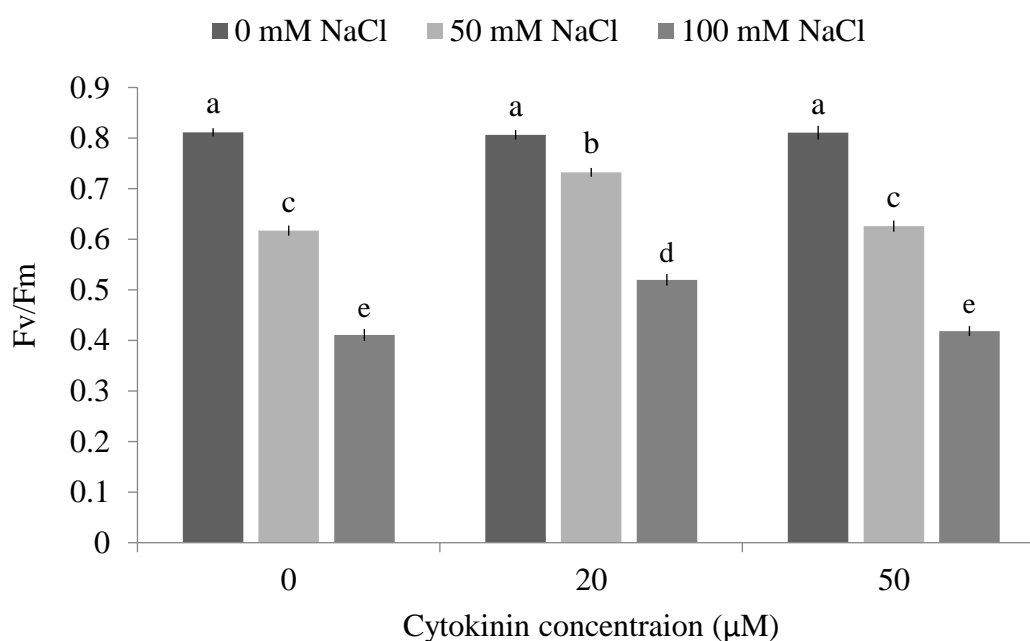 0 mM NaCl 50 mM NaCl 100 mM NaCl
0.9
0.8
0.7
0.6
0.5
0.4
0.3
0.2
0.1
0
Fv/Fm
a
c
e
a
b
d
a
c
e
0 20 50
Cytokinin concentraion (μM)